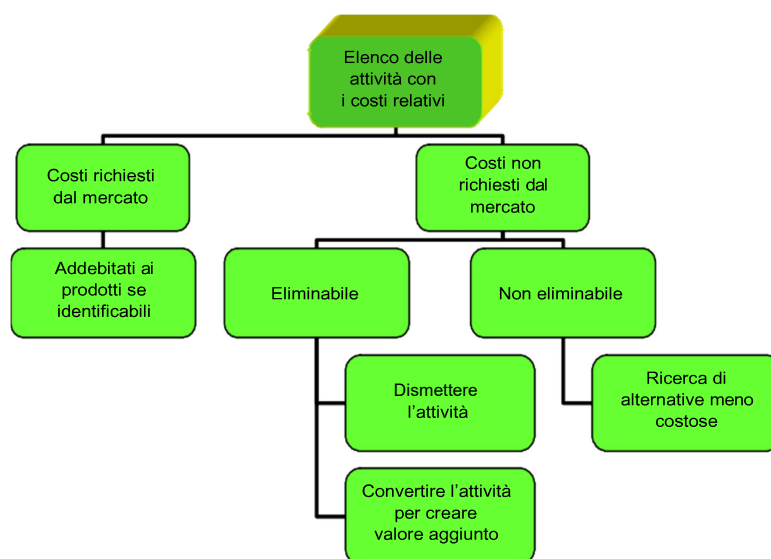 Elenco delle
attività con
i costi relativi
Costi richiesti
dal mercato
Costi non
richiesti dal
mercato
Addebitati ai
prodotti se
identificabili
Eliminabile
Non eliminabile
Dismettere
l’attività
Ricerca di
alternative meno
costose
Convertire l’attività
per creare
valore aggiunto